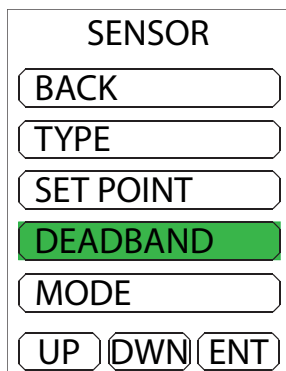 SENSOR
BACK
TYPE
SET POINT
DEADBAND
MODE
UP DWN ENT